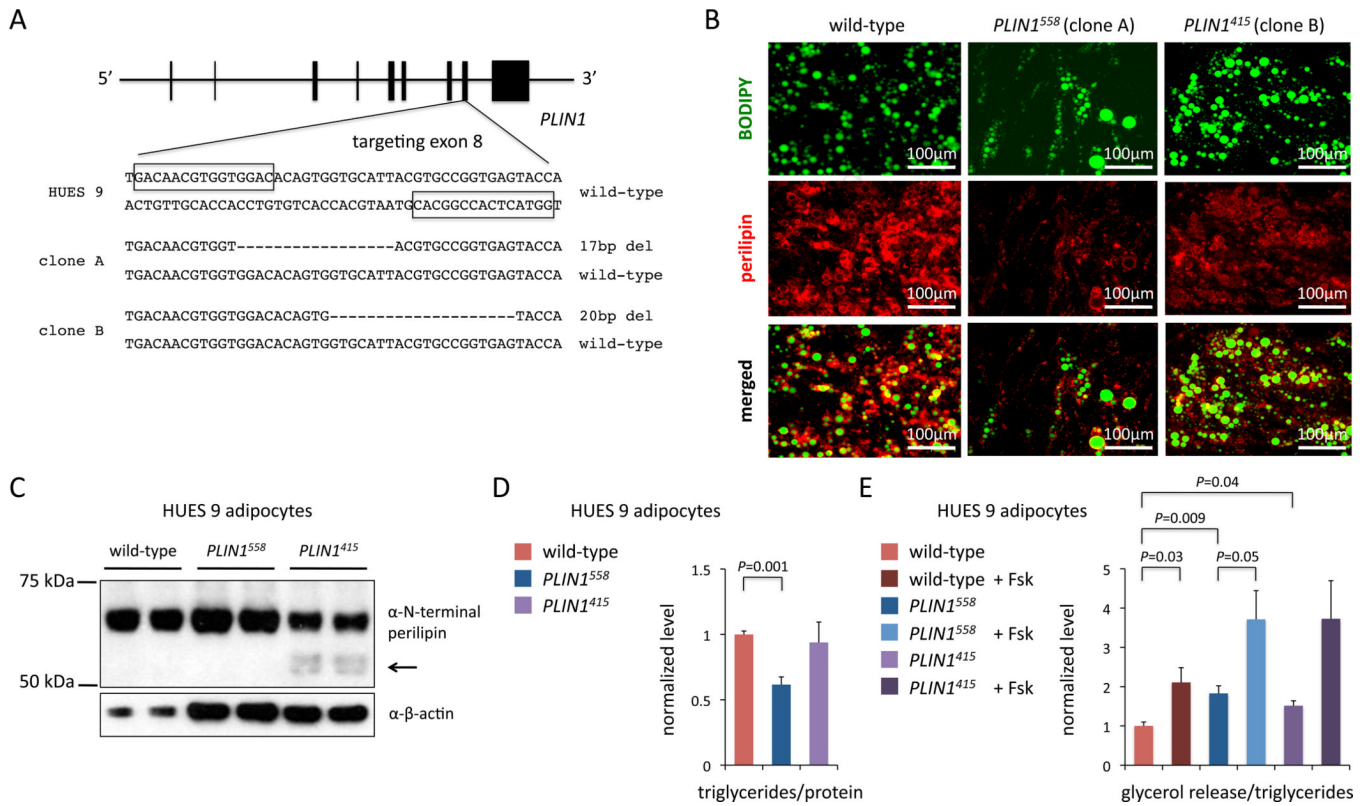 A
5’
3’
PLIN1
targeting exon 8
HUES 9
TGACAACGTGGTGGACACAGTGGTGCATTACGTGCCGGTGAGTACCA
wild-type
ACTGTTGCACCACCTGTGTCACCACGTAATGCACGGCCACTCATGGT
clone A
TGACAACGTGGT-----------------ACGTGCCGGTGAGTACCA 17bp del
TGACAACGTGGTGGACACAGTGGTGCATTACGTGCCGGTGAGTACCA wild-type
clone B
TGACAACGTGGTGGACACAGTG--------------------TACCA 20bp del
TGACAACGTGGTGGACACAGTGGTGCATTACGTGCCGGTGAGTACCA wild-type
B
wild-type PLIN1558 (clone A) PLIN1415 (clone B)
BODIPY
100µm 100µm 100µm
perilipin
100µm 100µm 100µm
merged
100µm 100µm 100µm
C
HUES 9 adipocytes
wild-type PLIN1558 PLIN1415
75 kDa
α-N-terminal
perilipin
50 kDa
α-β-actin
D
HUES 9 adipocytes
wild-type
PLIN1558
PLIN1415
P=0.001
normalized level
1.5
1
0.5
0
triglycerides/protein
E
HUES 9 adipocytes
wild-type
wild-type + Fsk
PLIN1558
PLIN1558 + Fsk
PLIN1415
PLIN1415 + Fsk
P=0.04
P=0.009
P=0.03
P=0.05
normalized level
5
4
3
2
1
0
glycerol release/triglycerides